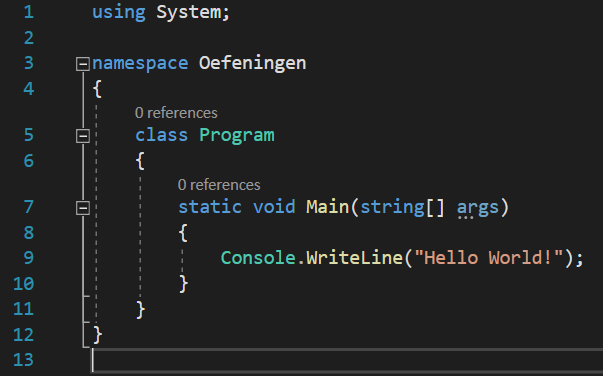 1 using System;
2
3 namespace Oefeningen
4 {
0 references
5 class Program
6 {
0 references
7 static void Main(string[] args)
8 {
9 Console.WriteLine("Hello World!");
10 }
11 }
12 }
13